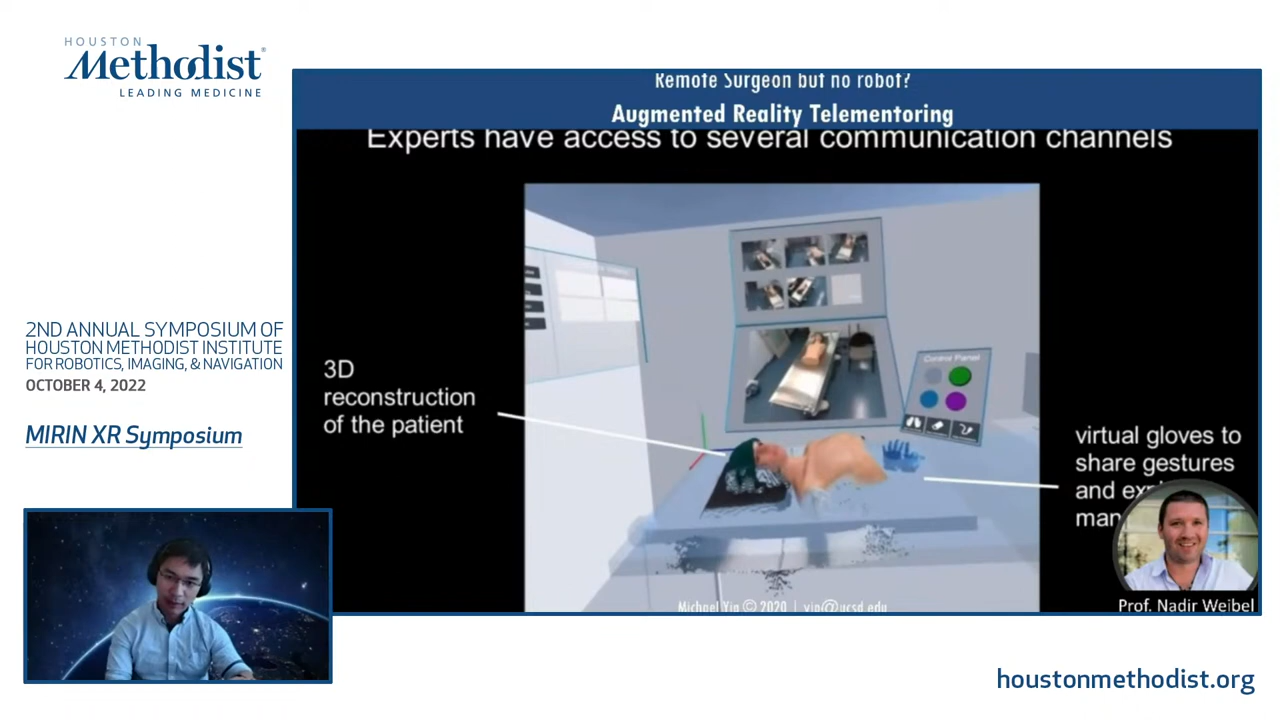 HOUSTON
Methodist
LEADING MEDICINE
Remote Surgeon but no robot?
Augmented Reality Telementoring
Experts have access to several communication channels
2ND ANNUAL SYMPOSIUM OF
HOUSTON METHODIST INSTITUTE
FOR ROBOTICS, IMAGING, & NAVIGATION
OCTOBER 4, 2022
MIRIN XR Symposium
3D
reconstruction
of the patient
Control Panel
virtual gloves to
share gestures
and
Prof. Nadir Weibel
Michael Yip © 2020 | yip@ucsd.edu
houstonmethodist.org